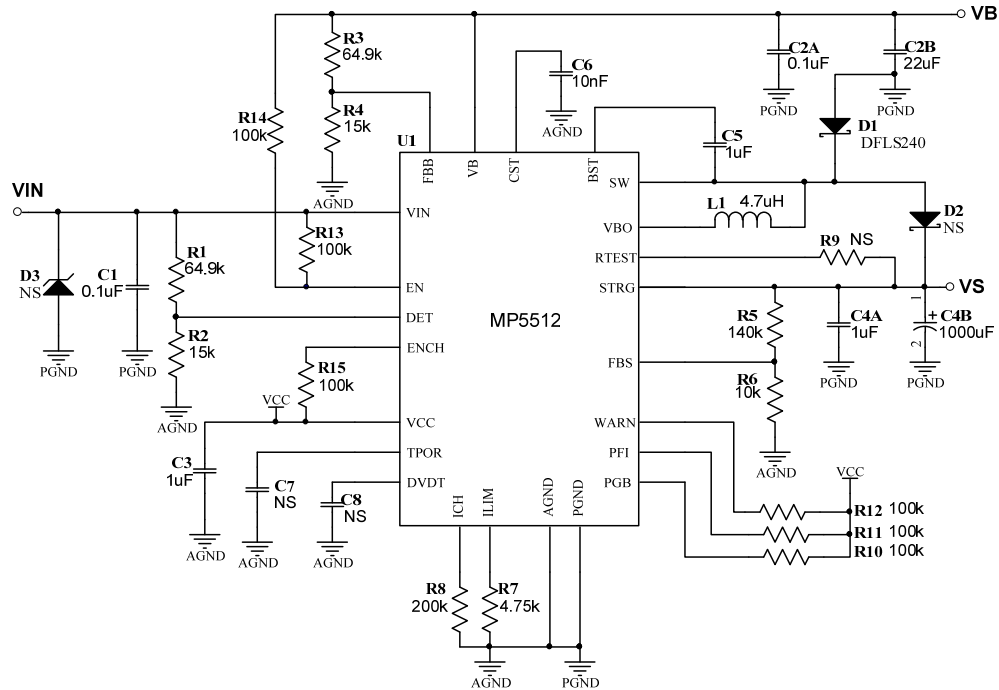 VB
R3
64.9k
C2A
0.1uF
C2B
22uF
C6
10nF
R14
100k
R4
15k
AGND
PGND
PGND
D1
DFLS240
U1
C5
1uF
AGND
FBB
VB
CST
BST
SW
VIN
VIN
L1 4.7uH
VBO
D2
NS
R13
100k
R9 NS
R1
64.9k
D3
NS
C1
0.1uF
RTEST
EN
STRG
VS
DET
MP5512
R5
140k
C4A
1uF
1
+
C4B
1000uF
2
R2
15k
ENCH
FBS
PGND
PGND
R15
100k
R6
10k
PGND
PGND
VCC
AGND
VCC
WARN
C3
1uF
TPOR
PFI
AGND
VCC
C7
NS
C8
NS
DVDT
PGB
ICH
ILIM
AGND
PGND
R12 100k
R11 100k
R10 100k
AGND
AGND
AGND
R8
200k
R7
4.75k
AGND
PGND